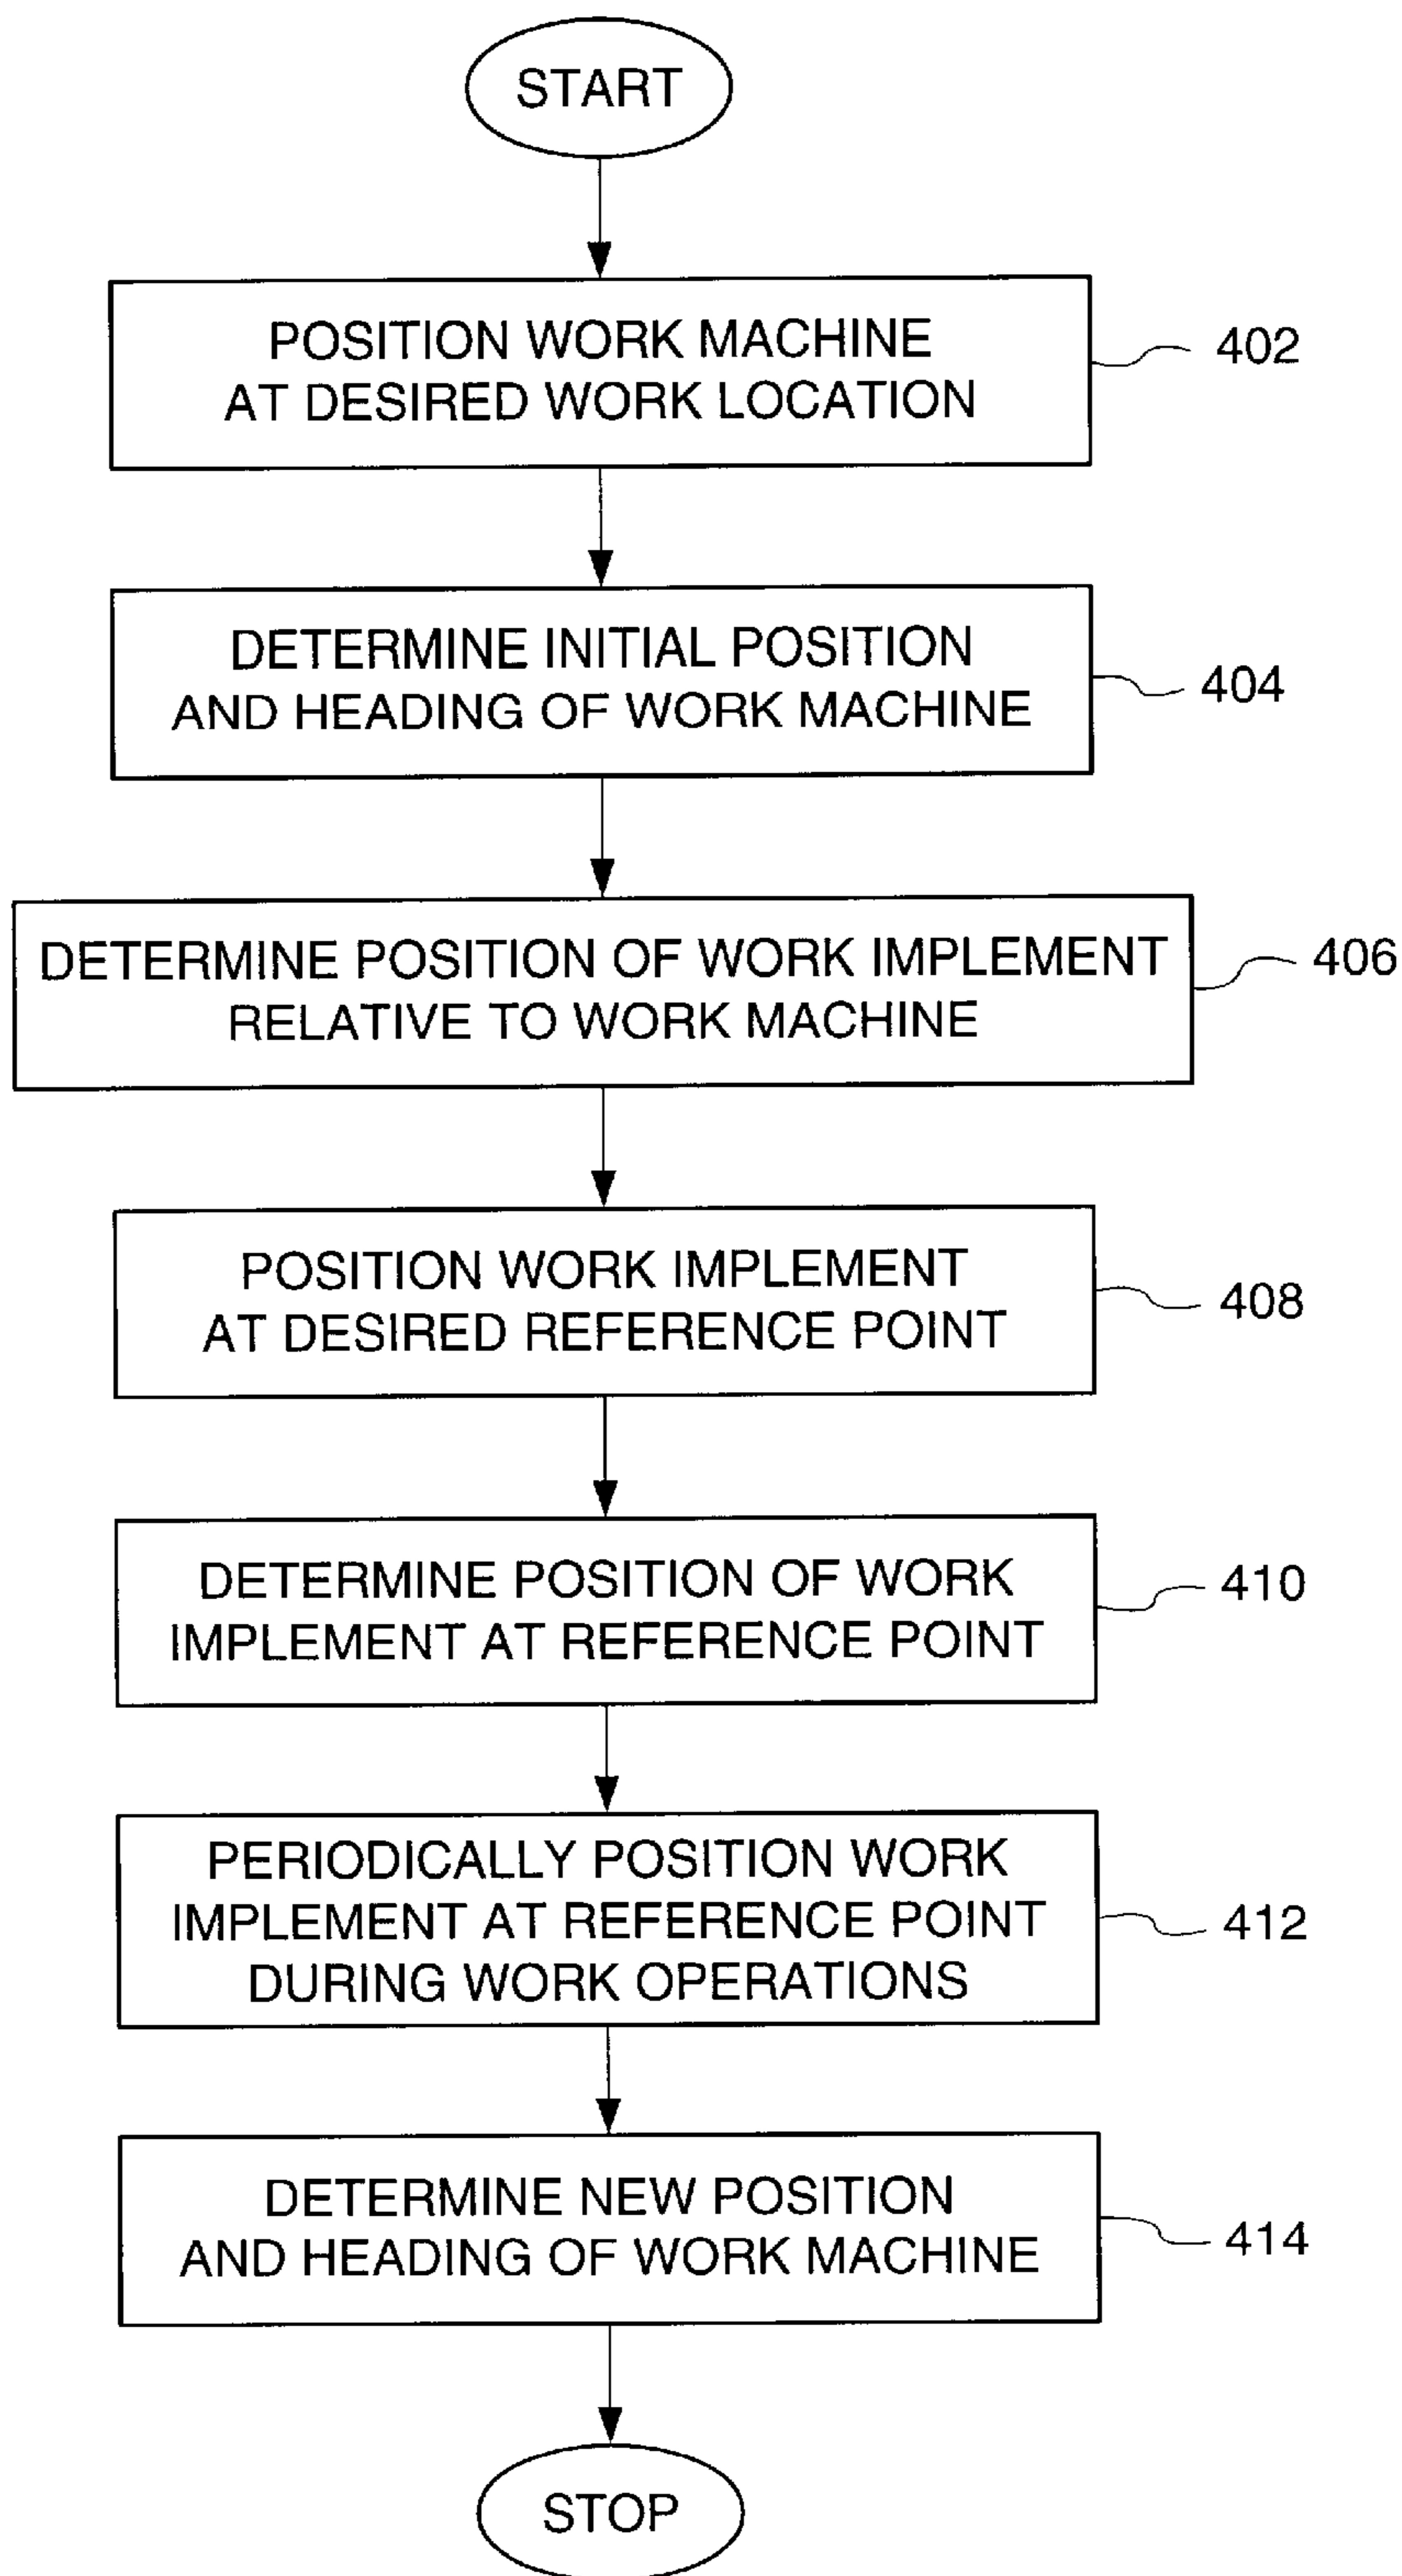 START
POSITION WORK MACHINE
AT DESIRED WORK LOCATION
402
DETERMINE INITIAL POSITION
AND HEADING OF WORK MACHINE
404
DETERMINE POSITION OF WORK IMPLEMENT
RELATIVE TO WORK MACHINE
406
POSITION WORK IMPLEMENT
AT DESIRED REFERENCE POINT
408
DETERMINE POSITION OF WORK
IMPLEMENT AT REFERENCE POINT
410
PERIODICALLY POSITION WORK
IMPLEMENT AT REFERENCE POINT
DURING WORK OPERATIONS
412
DETERMINE NEW POSITION
AND HEADING OF WORK MACHINE
414
STOP